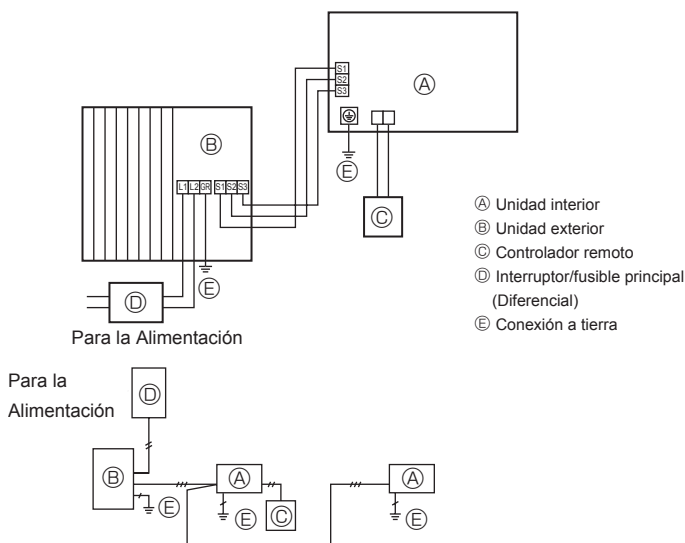 S1
S2
S3
Ⓐ
Ⓑ
L1 L2 GR S1 S2 S3
Ⓔ
Ⓒ
Ⓔ
Ⓓ
Para la Alimentación
Ⓐ Unidad interior
Ⓑ Unidad exterior
Ⓒ Controlador remoto
Ⓓ Interruptor/fusible principal
(Diferencial)
Ⓔ Conexión a tierra
Para la
Alimentación
Ⓓ
Ⓑ
Ⓔ
Ⓐ
Ⓔ
Ⓒ
Ⓐ
Ⓔ